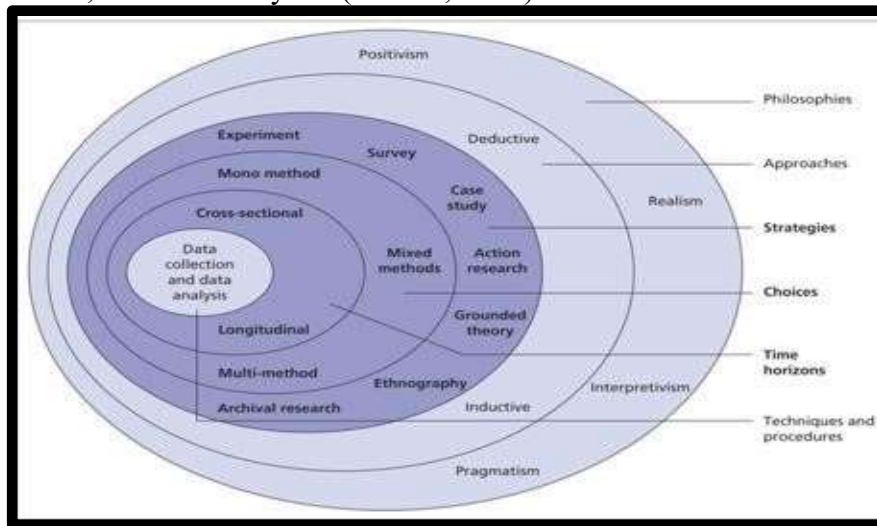 Positivism
Experiment
Survey
Deductive
Mono method
Cross-sectional
Case
study
Realism
Data
collection
and data
analysis
Mixed
methods
Action
research
Longitudinal
Grounded
theory
Multi-method
Ethnography
Interpretivism
Archival research
Inductive
Pragmatism
Philosophies
Approaches
Strategies
Choices
Time
horizons
Techniques and
procedures